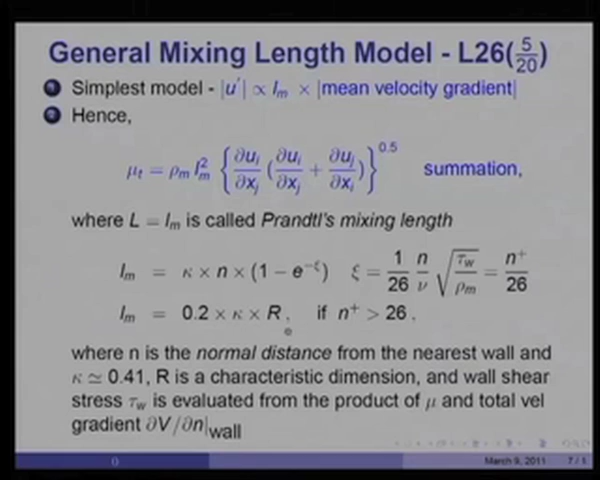 General Mixing Length Model - L26(5/20)
1 Simplest model - |u'| ∝ l_m × |mean velocity gradient|
2 Hence,
μ_t = ρ_m l_m^2 { ∂u_i/∂x_j (∂u_i/∂x_j + ∂u_j/∂x_i) }^0.5 summation,
where L = l_m is called Prandtl's mixing length
l_m = κ × n × (1 − e^−ξ) ξ = 1/26 n/ν √(τ_w/ρ_m) = n^+/26
l_m = 0.2 × κ × R, if n^+ > 26 .
where n is the normal distance from the nearest wall and
κ ≃ 0.41, R is a characteristic dimension, and wall shear
stress τ_w is evaluated from the product of μ and total vel
gradient ∂V/∂n|wall
() March 9, 2011 7 / 1